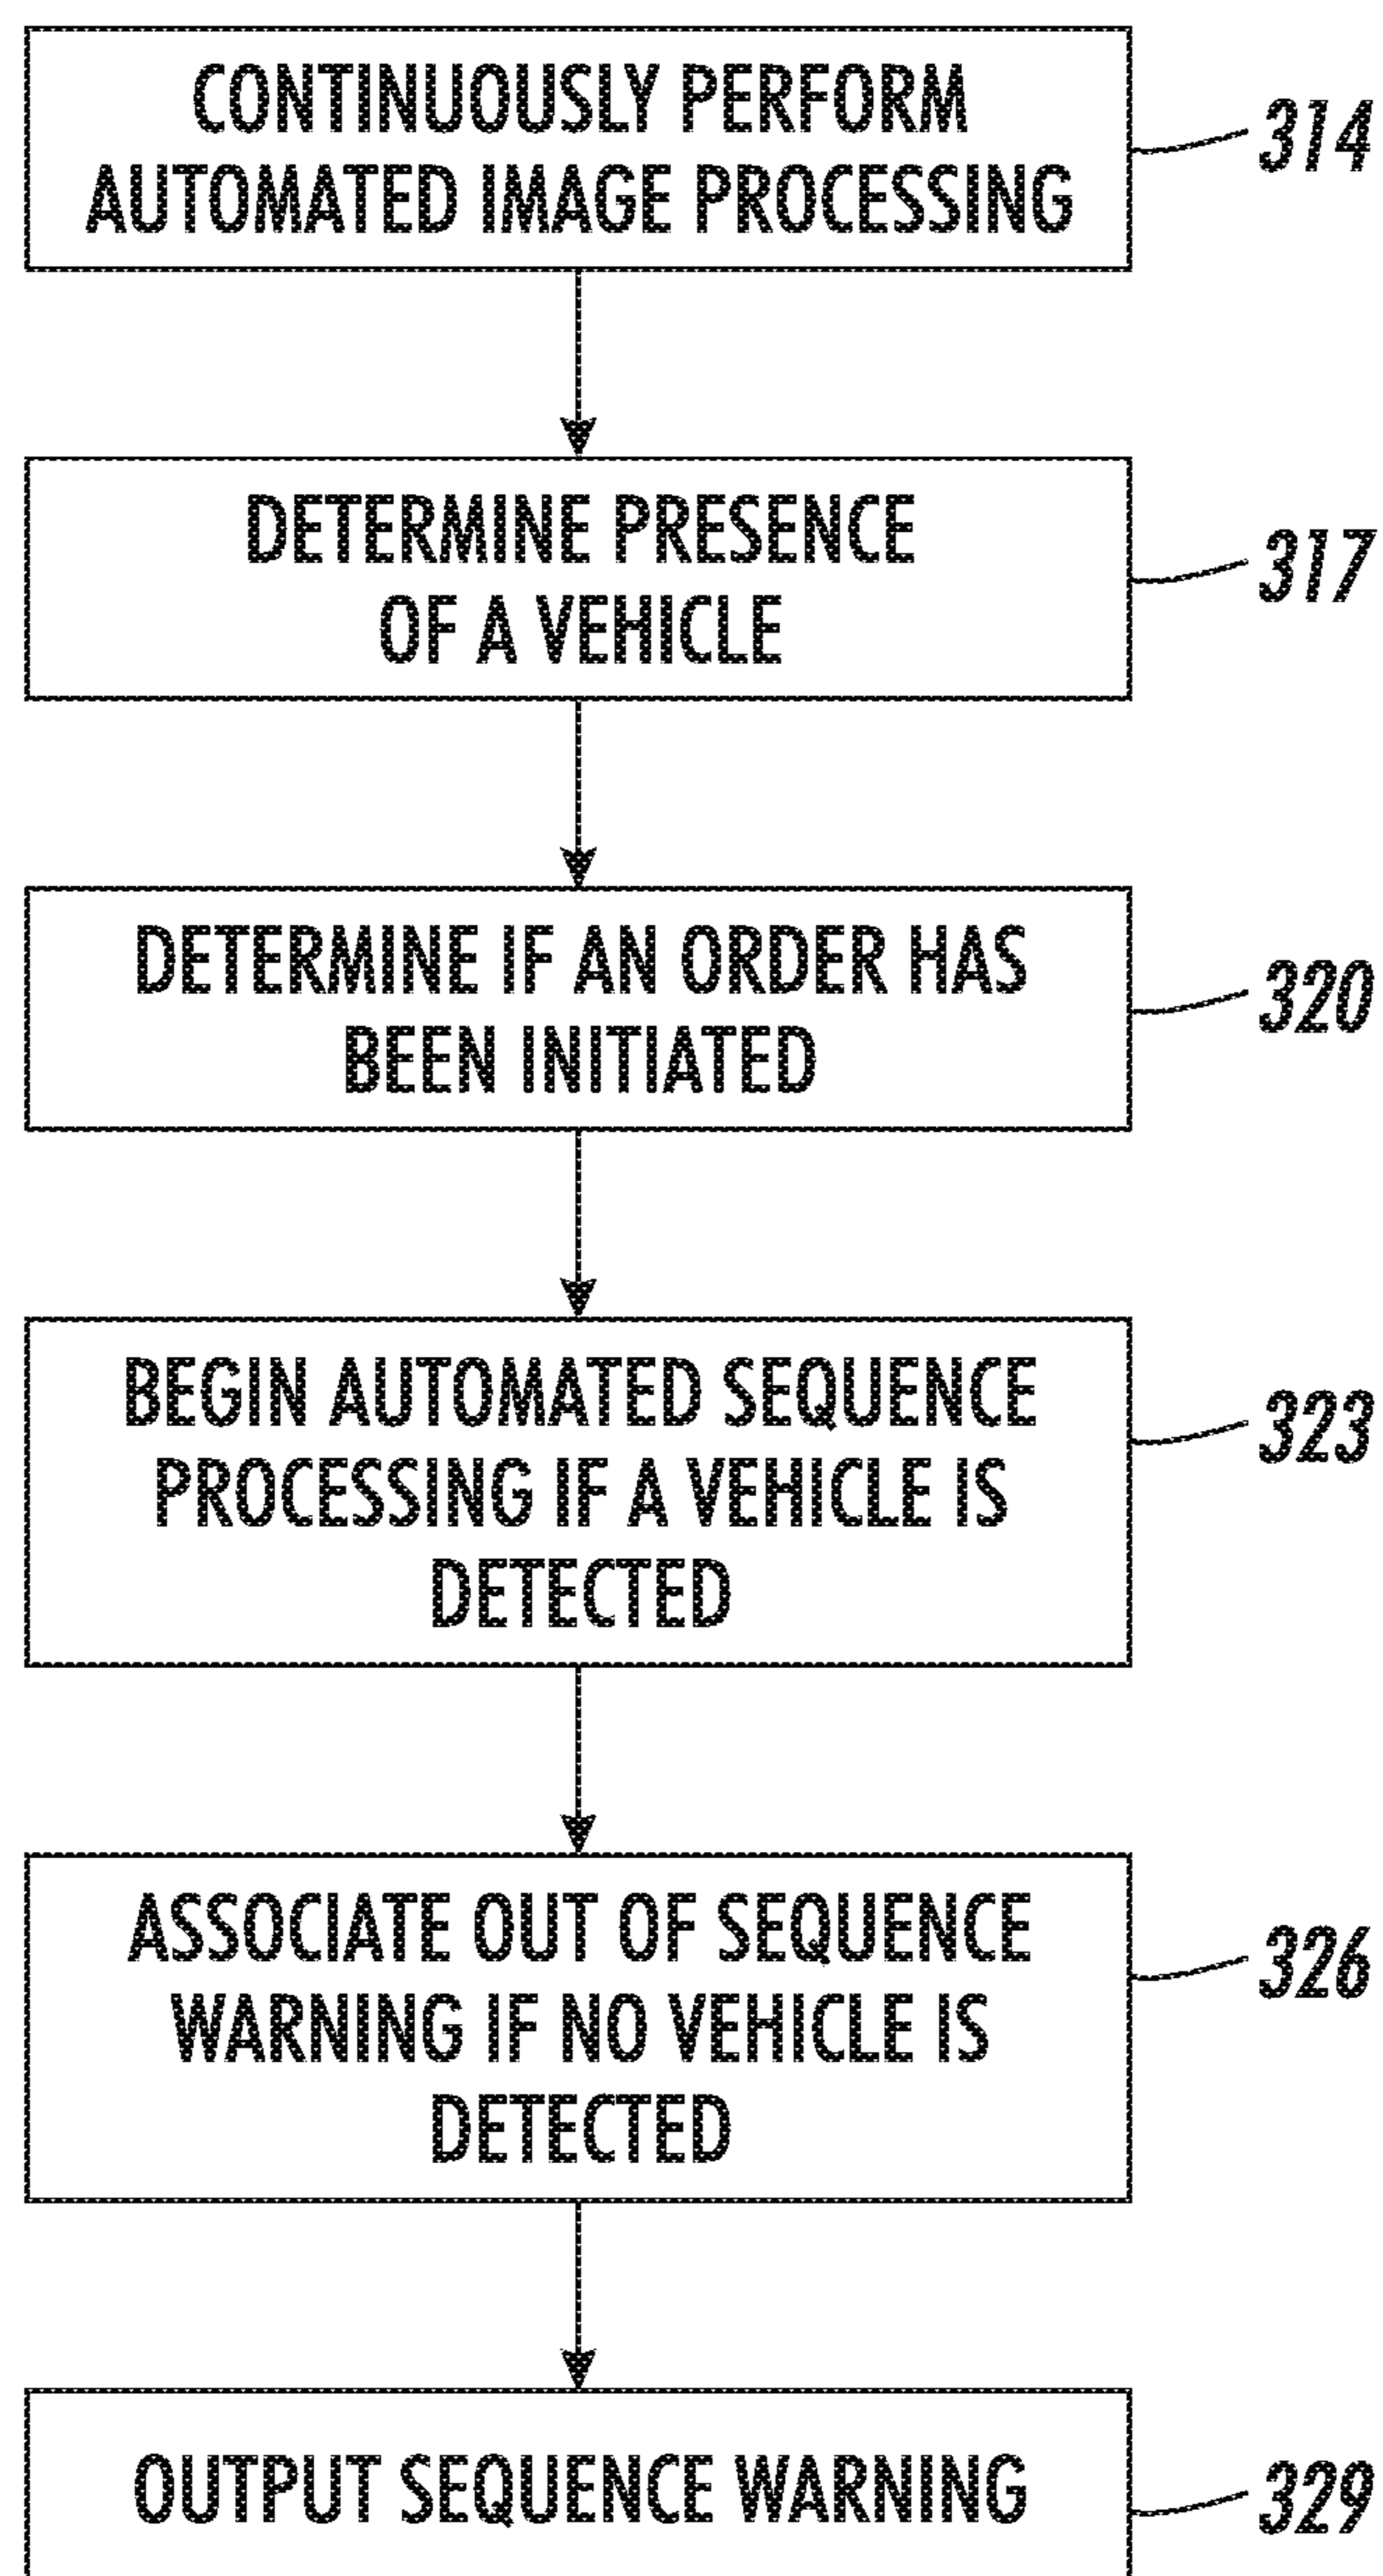 CONTINUOUSLY PERFORM
AUTOMATED IMAGE PROCESSING
314
DETERMINE PRESENCE
OF A VEHICLE
317
DETERMINE IF AN ORDER HAS
BEEN INITIATED
320
BEGIN AUTOMATED SEQUENCE
PROCESSING IF A VEHICLE IS
DETECTED
323
ASSOCIATE OUT OF SEQUENCE
WARNING IF NO VEHICLE IS
DETECTED
326
OUTPUT SEQUENCE WARNING
329